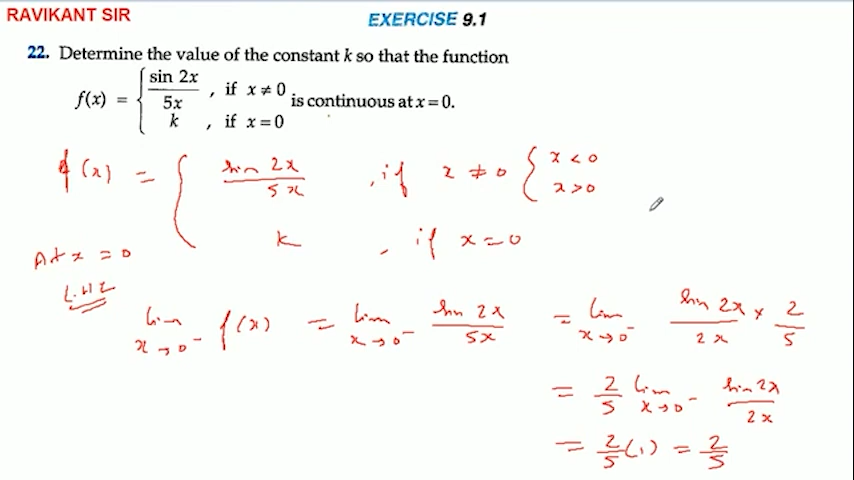 RAVIKANT SIR
EXERCISE 9.1
22. Determine the value of the constant k so that the function
f(x) = { sin 2x / 5x , if x ≠ 0
k , if x = 0
is continuous at x = 0.
f(x) = { sin 2x / 5x , if x ≠ 0 { x < 0
x > 0
k , if x = 0
At x = 0
L.H.L
lim x→0⁻ f(x) = lim x→0⁻ sin 2x / 5x = lim x→0⁻ sin 2x / 2x × 2/5
= 2/5 lim x→0⁻ sin 2x / 2x
= 2/5 (1) = 2/5